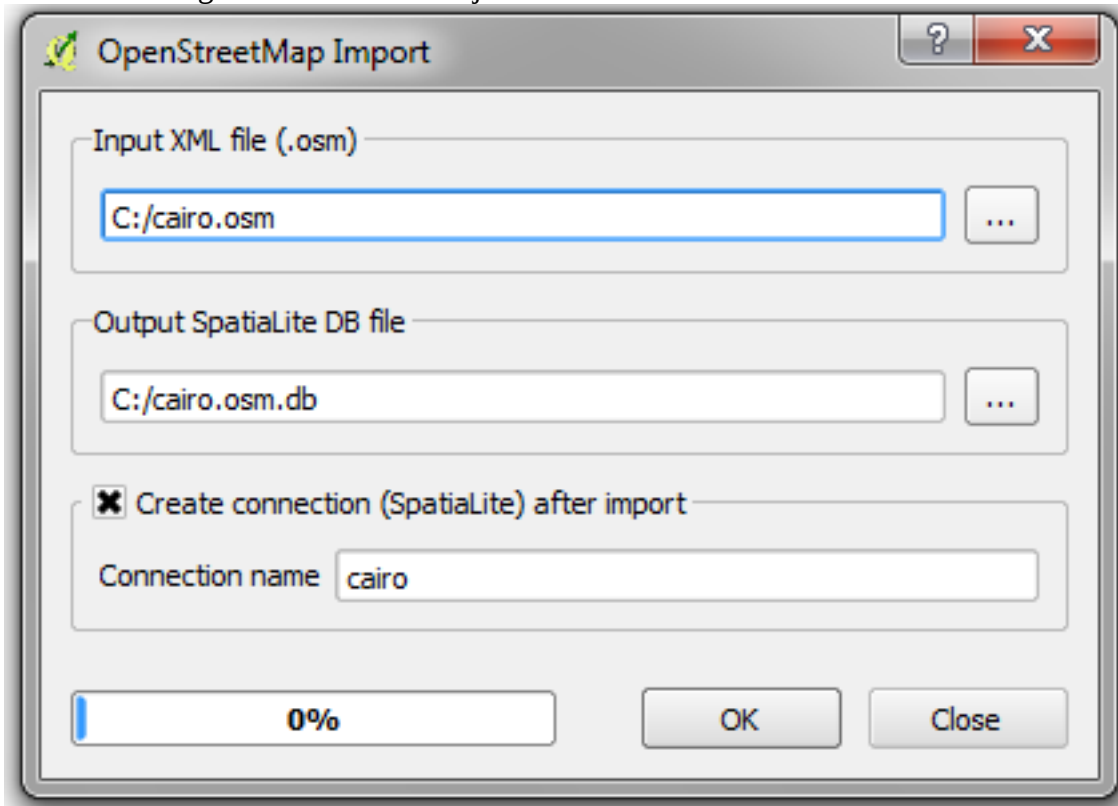 OpenStreetMap Import
Input XML file (.osm)
C:/cairo.osm
...
Output SpatiaLite DB file
C:/cairo.osm.db
...
Create connection (SpatiaLite) after import
Connection name cairo
0% OK Close